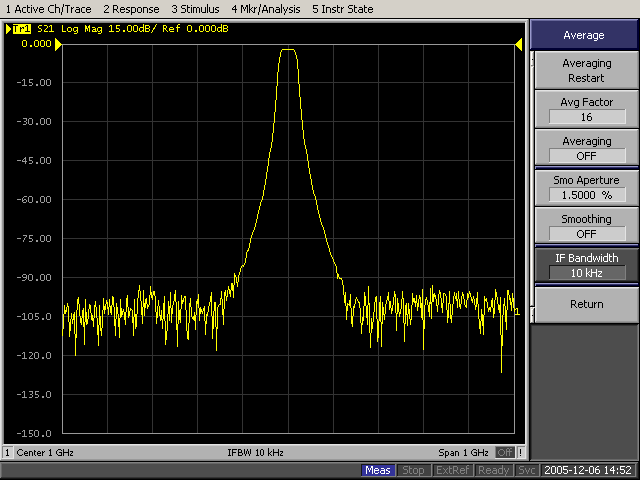 1 Active Ch/Trace 2 Response 3 Stimulus 4 Mkr/Analysis 5 Instr State
Tr1 S21 Log Mag 15.00dB/ Ref 0.000dB
0.000
-15.00
-30.00
-45.00
-60.00
-75.00
-90.00
-105.0
-120.0
-135.0
-150.0
1
Average
Averaging
Restart
Avg Factor
16
Averaging
OFF
Smo Aperture
1.5000 %
Smoothing
OFF
IF Bandwidth
10 kHz
Return
1 Center 1 GHz IFBW 10 kHz Span 1 GHz Off !
Meas Stop ExtRef Ready Svc 2005-12-06 14:52